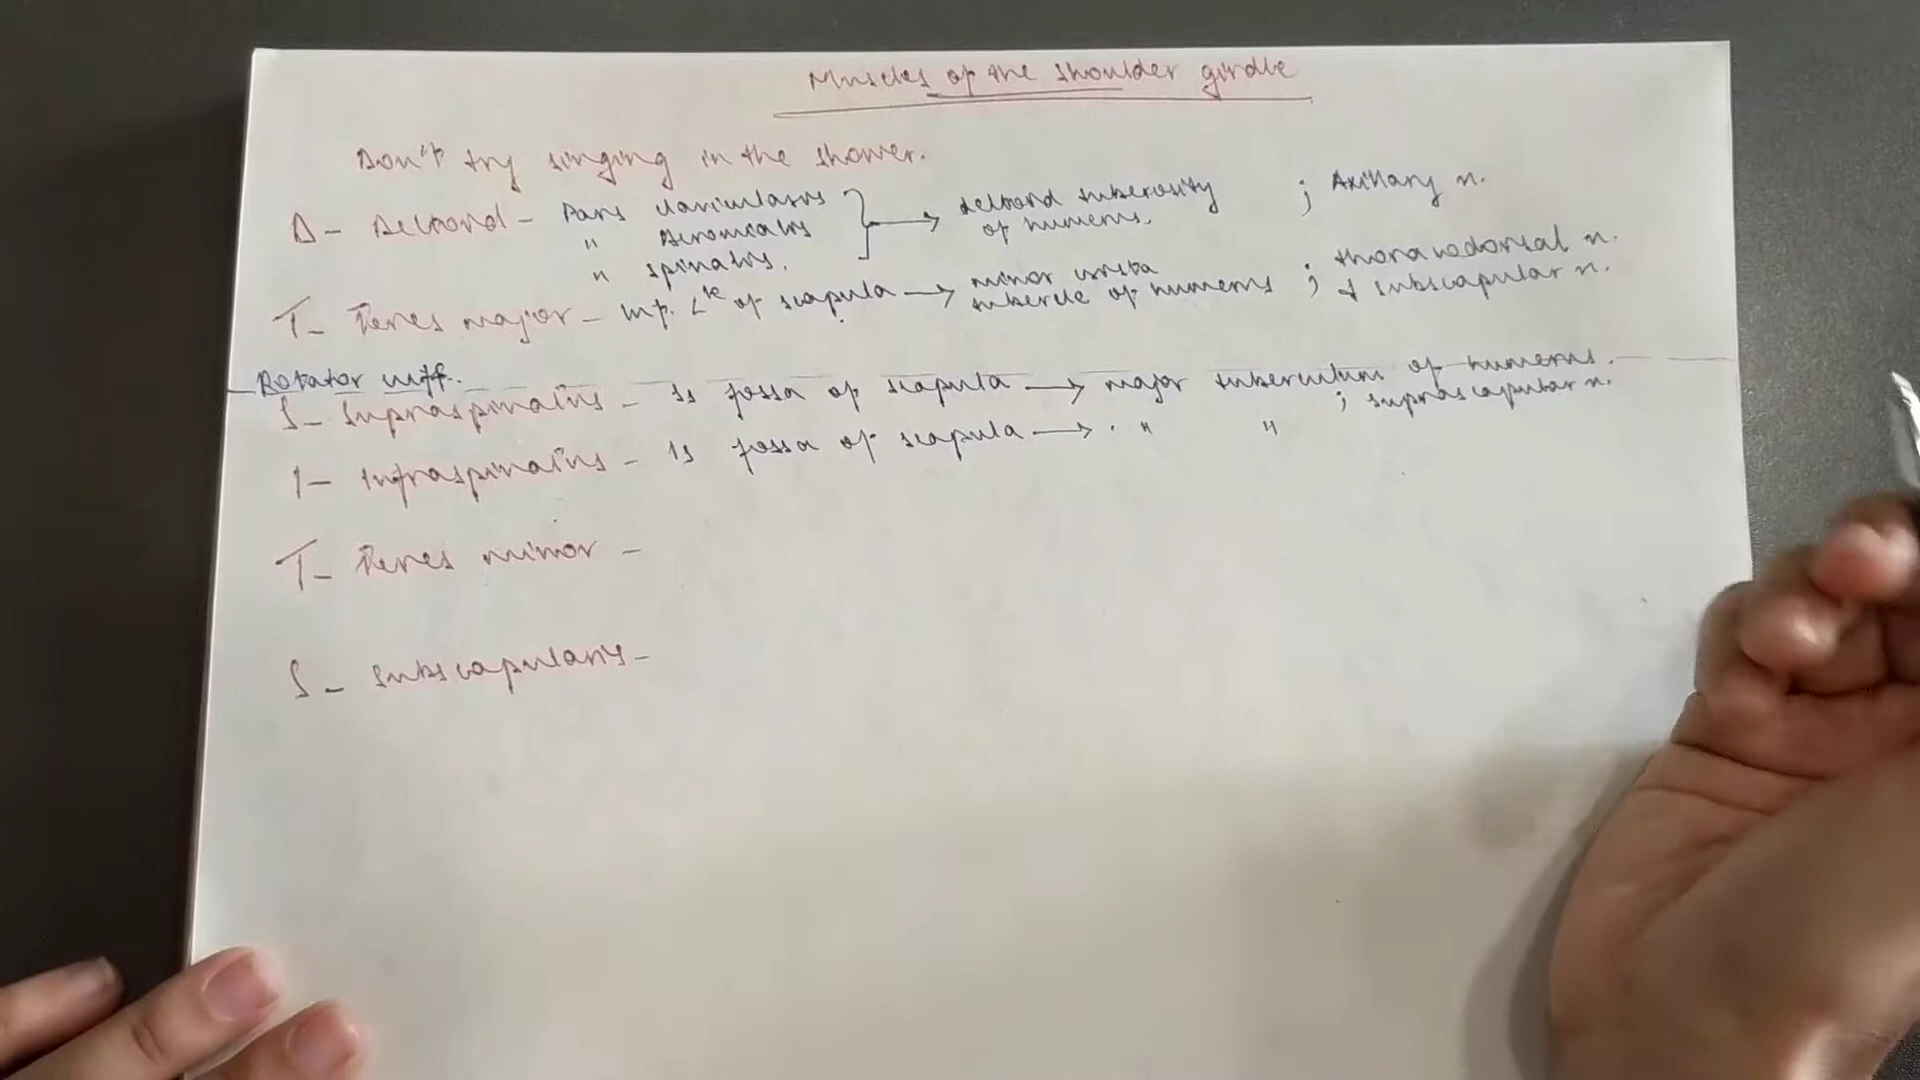 Muscles of the shoulder girdle
Don't try singing in the shower.
D - Deltoid - Pars clavicularis
" Acromialis
" spinalis.
→ deltoid tuberosity of humerus. ; Axillary n.
T - Teres major - inf. ∠le of scapula → minor crista tubercle of humerus ; thoracodorsal n. & subscapular n.
Rotator cuff.
S - Supraspinatus - ss fossa of scapula → major tuberculum of humerus. ; suprascapular n.
I - Infraspinatus - Is fossa of scapula → " "
T - Teres minor -
S - Subscapularis -